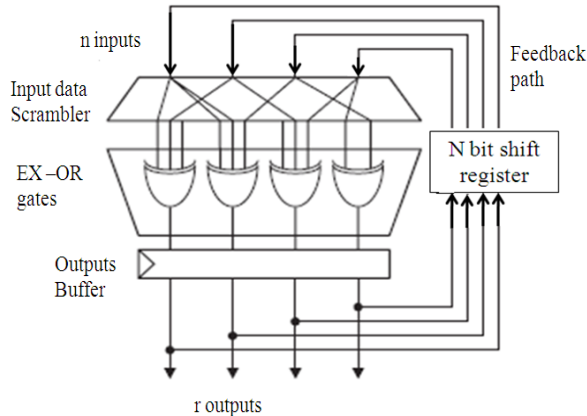 n inputs
Feedback
path
Input data
Scrambler
N bit shift
register
EX –OR
gates
Outputs
Buffer
r outputs